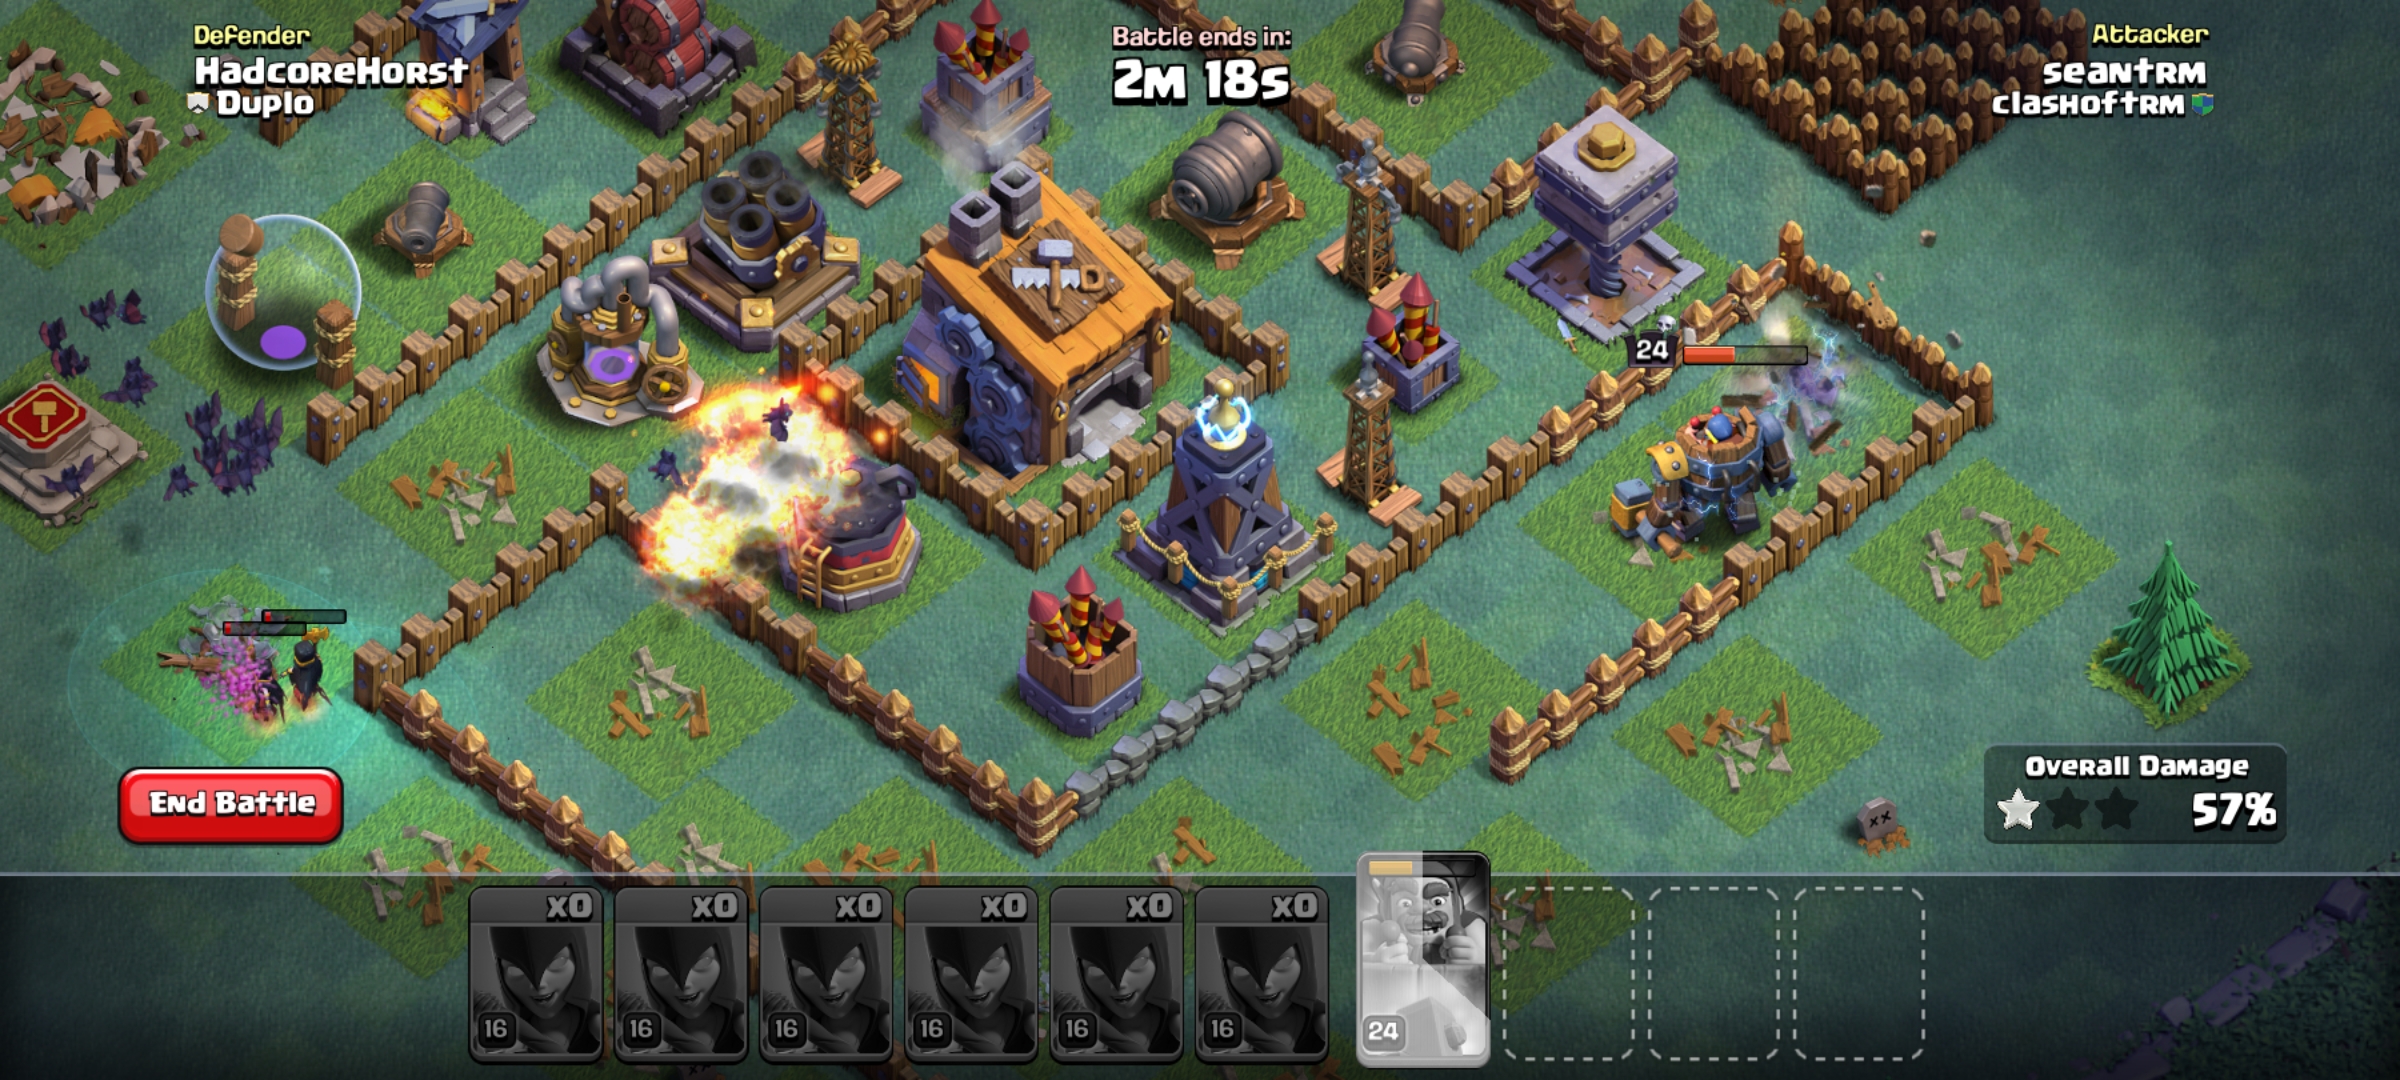 Defender
HadcoreHorst
Duplo
Battle ends in:
2M 18s
Attacker
seantRM
clashoftRM
24
End Battle
Overall Damage
57%
x0 x0 x0 x0 x0 x0
16 16 16 16 16 16 24